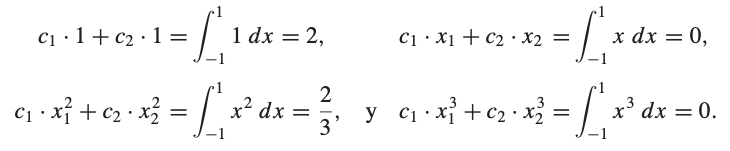 c₁ · 1 + c₂ · 1 = ∫₋₁¹ 1 dx = 2, c₁ · x₁ + c₂ · x₂ = ∫₋₁¹ x dx = 0,
c₁ · x₁² + c₂ · x₂² = ∫₋₁¹ x² dx = 2/3, y c₁ · x₁³ + c₂ · x₂³ = ∫₋₁¹ x³ dx = 0.